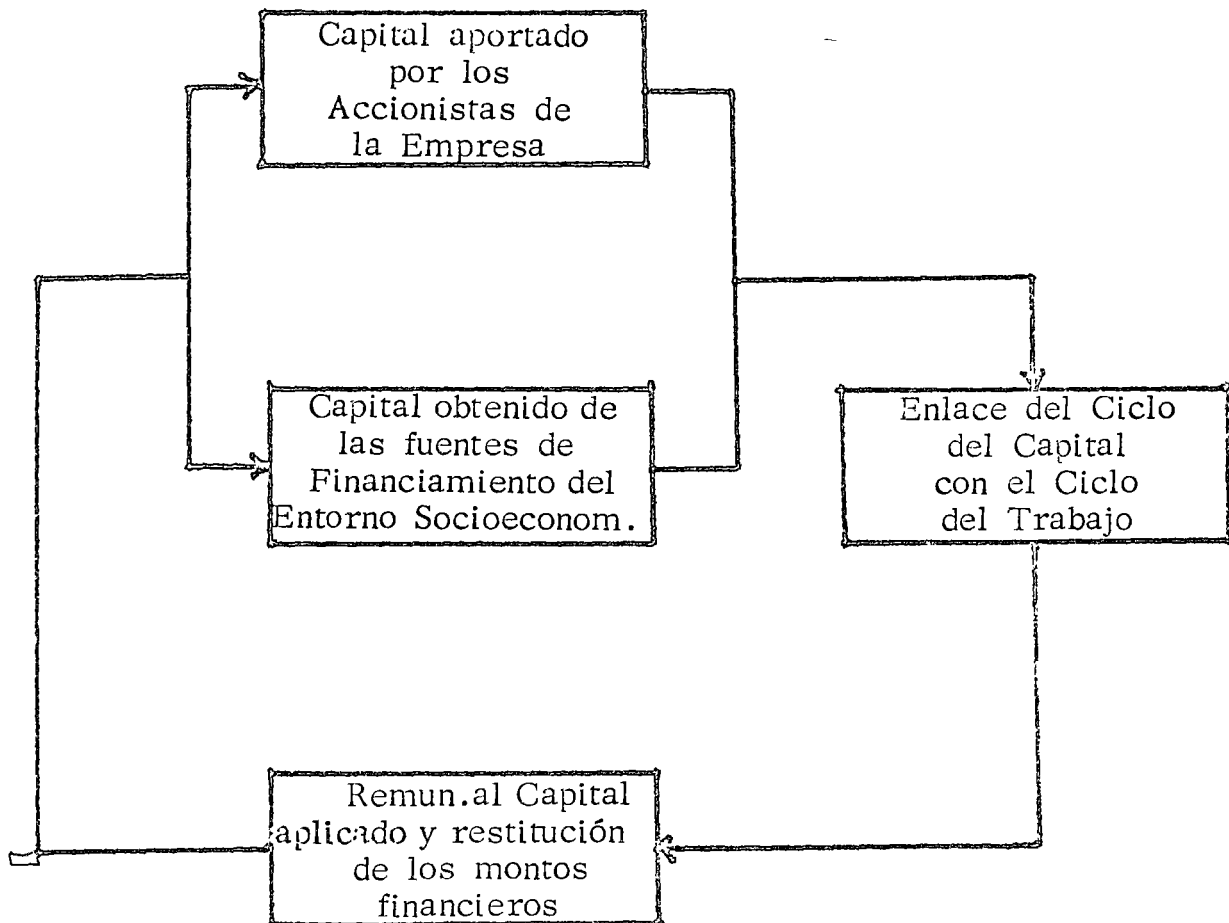 Capital aportado
por los
Accionistas de
la Empresa
Capital obtenido de
las fuentes de
Financiamiento del
Entorno Socioeconom.
Enlace del Ciclo
del Capital
con el Ciclo
del Trabajo
Remun.al Capital
aplicado y restitución
de los montos
financieros